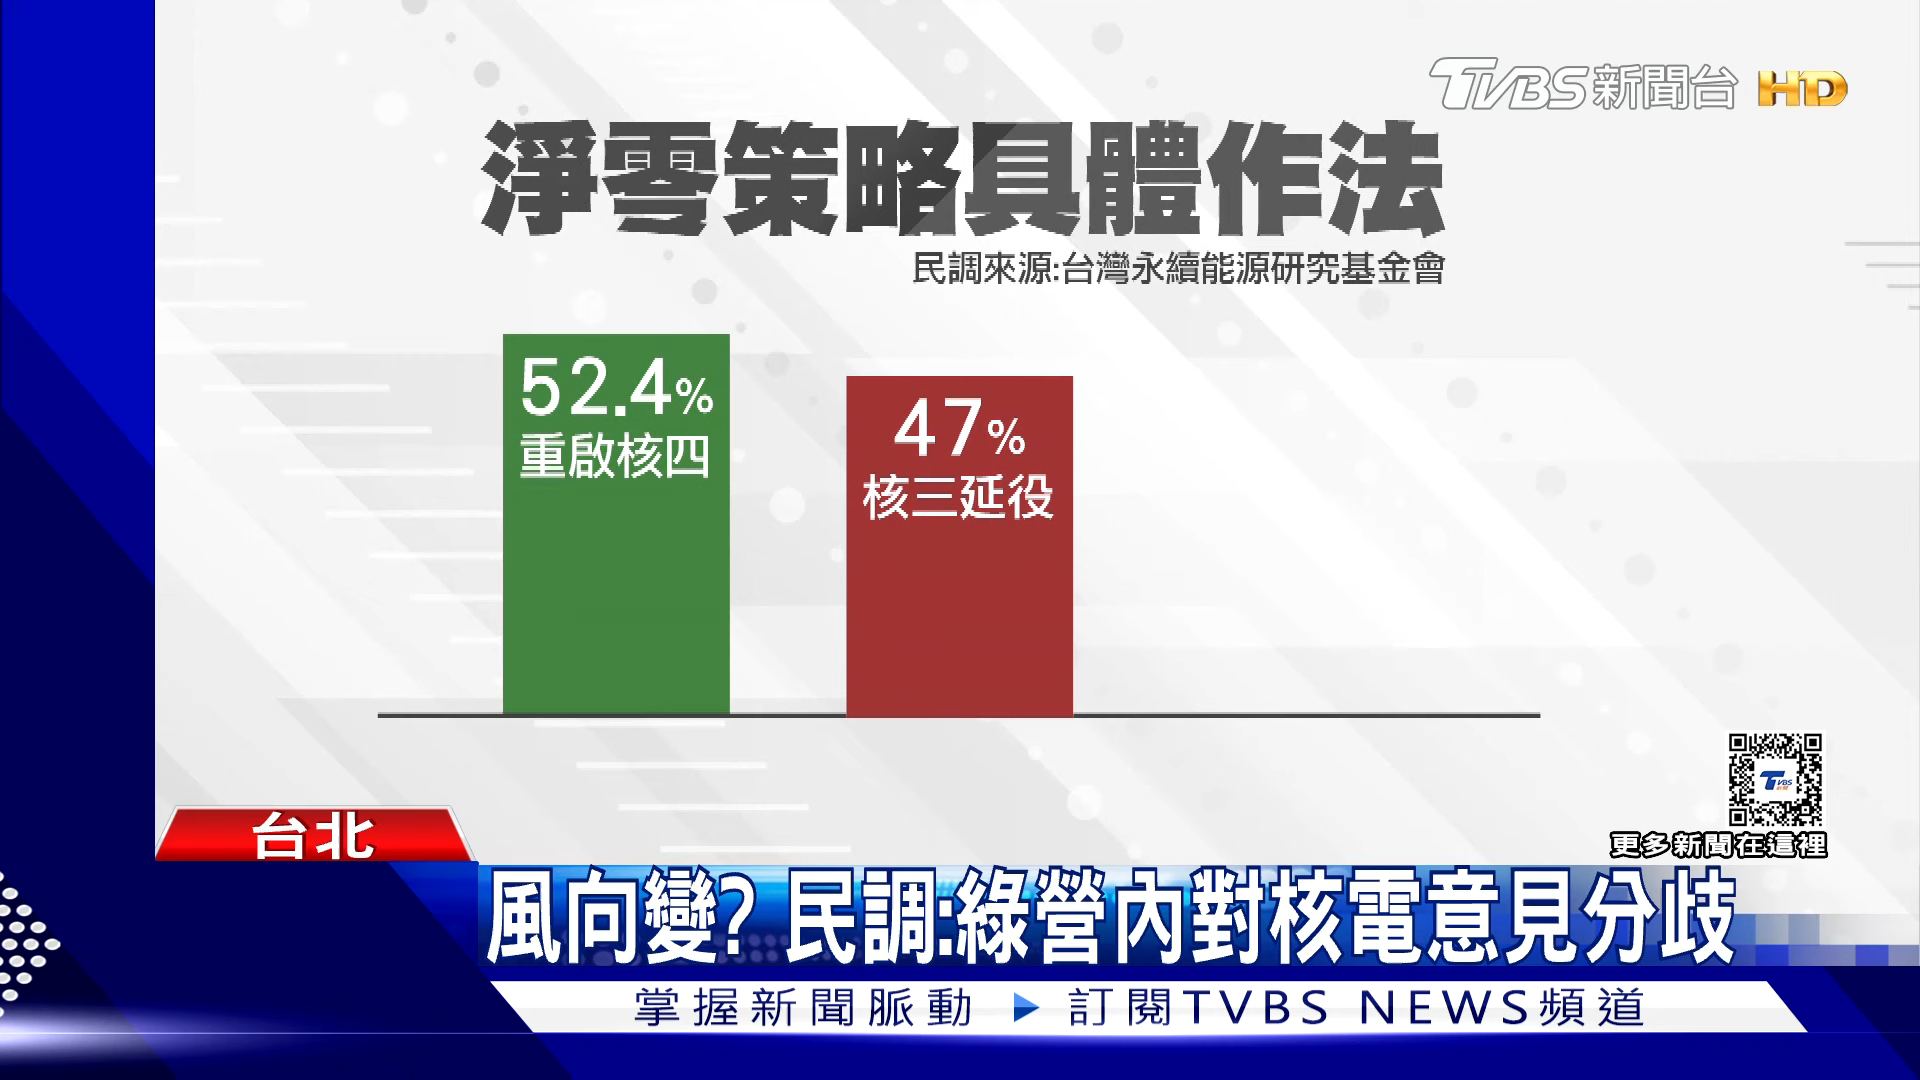 TVBS新聞台 HD
淨零策略具體作法
民調來源:台灣永續能源研究基金會
52.4%
重啟核四
47%
核三延役
TVBS
新聞
更多新聞在這裡
台北
風向變? 民調:綠營內對核電意見分歧
掌握新聞脈動 ▶ 訂閱TVBS NEWS頻道